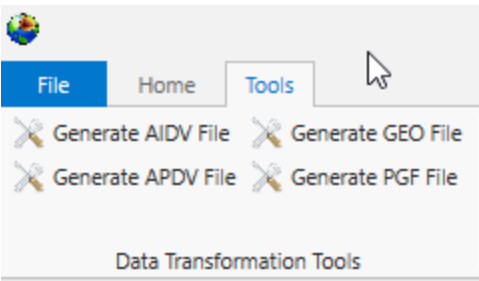 File Home Tools
Generate AIDV File Generate GEO File
Generate APDV File Generate PGF File
Data Transformation Tools